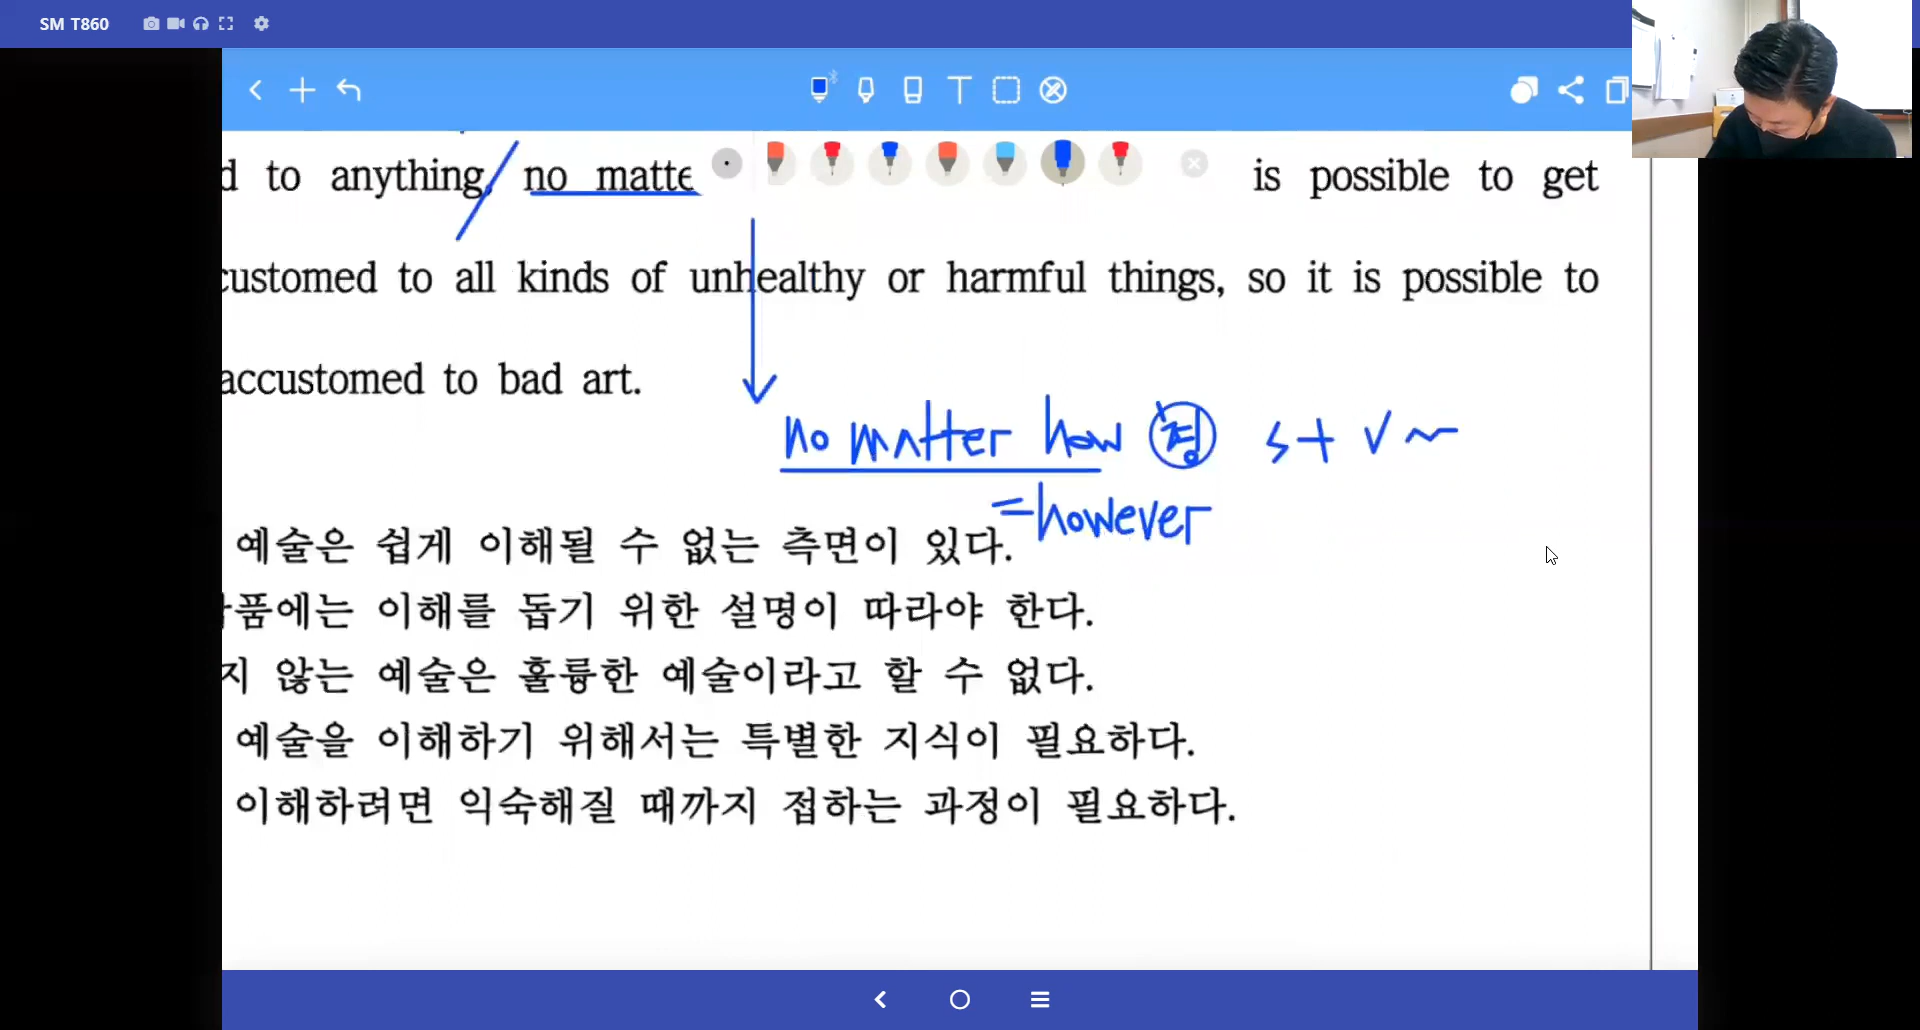 SM T860
d to anything, no matte is possible to get
customed to all kinds of unhealthy or harmful things, so it is possible to
accustomed to bad art.
no matter how 형 s + v ~
= however
예술은 쉽게 이해될 수 없는 측면이 있다.
품에는 이해를 돕기 위한 설명이 따라야 한다.
지 않는 예술은 훌륭한 예술이라고 할 수 없다.
예술을 이해하기 위해서는 특별한 지식이 필요하다.
이해하려면 익숙해질 때까지 접하는 과정이 필요하다.